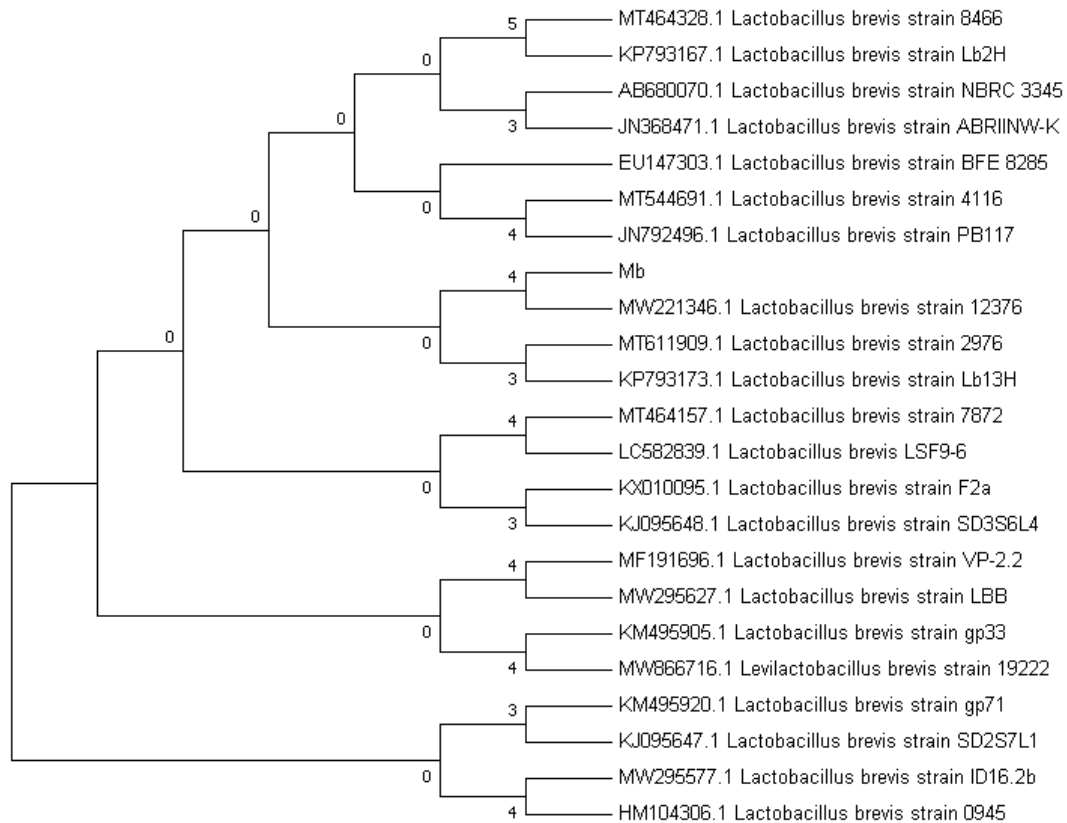 MT464328.1 Lactobacillus brevis strain 8466
5
KP793167.1 Lactobacillus brevis strain Lb2H
0
AB680070.1 Lactobacillus brevis strain NBRC 3345
3
JN368471.1 Lactobacillus brevis strain ABRIINW-K
0
EU147303.1 Lactobacillus brevis strain BFE 8285
0
MT544691.1 Lactobacillus brevis strain 4116
4
JN792496.1 Lactobacillus brevis strain PB117
0
Mb
4
MW221346.1 Lactobacillus brevis strain 12376
0
MT611909.1 Lactobacillus brevis strain 2976
3
KP793173.1 Lactobacillus brevis strain Lb13H
0
MT464157.1 Lactobacillus brevis strain 7872
4
LC582839.1 Lactobacillus brevis LSF9-6
0
KX010095.1 Lactobacillus brevis strain F2a
3
KJ095648.1 Lactobacillus brevis strain SD3S6L4
MF191696.1 Lactobacillus brevis strain VP-2.2
4
MW295627.1 Lactobacillus brevis strain LBB
0
KM495905.1 Lactobacillus brevis strain gp33
4
MW866716.1 Levilactobacillus brevis strain 19222
KM495920.1 Lactobacillus brevis strain gp71
3
KJ095647.1 Lactobacillus brevis strain SD2S7L1
0
MW295577.1 Lactobacillus brevis strain ID16.2b
4
HM104306.1 Lactobacillus brevis strain 0945